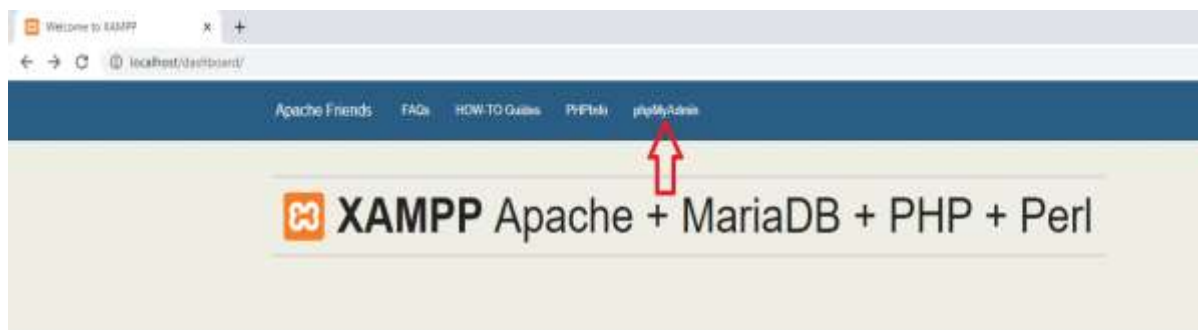 Welcome to XAMPP
localhost/dashboard/
Apache Friends FAQs HOW-TO Guides PHPInfo phpMyAdmin
XAMPP Apache + MariaDB + PHP + Perl